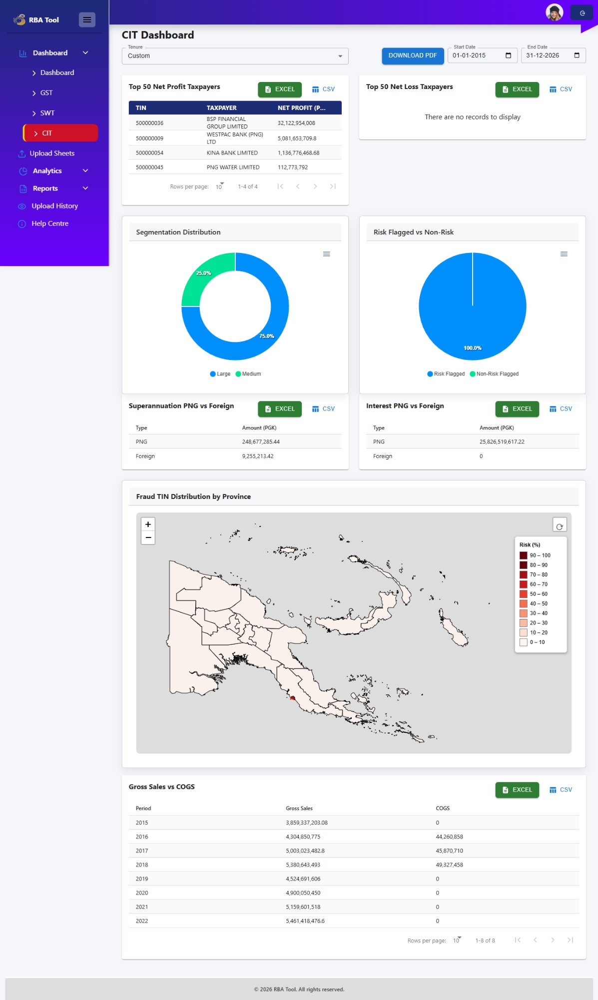 RBA Tool
Dashboard
Dashboard
GST
SWT
CIT
Upload Sheets
Analytics
Reports
Upload History
Help Centre
CIT Dashboard
Tenure
Custom
DOWNLOAD PDF
Start Date
01-01-2015
End Date
31-12-2026
Top 50 Net Profit Taxpayers
EXCEL
CSV
TIN TAXPAYER NET PROFIT (P...
500000036 BSP FINANCIAL GROUP LIMITED 32,122,954,008
500000009 WESTPAC BANK (PNG) LTD 5,081,653,709.8
500000054 KINA BANK LIMITED 1,136,776,468.68
500000045 PNG WATER LIMITED 112,773,792
Rows per page: 10 1-4 of 4
Top 50 Net Loss Taxpayers
EXCEL
CSV
There are no records to display
Segmentation Distribution
25.0%
75.0%
Large Medium
Risk Flagged vs Non-Risk
100.0%
Risk Flagged Non-Risk Flagged
Superannuation PNG vs Foreign
EXCEL
CSV
Type Amount (PGK)
PNG 248,677,285.44
Foreign 9,255,213.42
Interest PNG vs Foreign
EXCEL
CSV
Type Amount (PGK)
PNG 25,826,519,617.22
Foreign 0
Fraud TIN Distribution by Province
+
−
Risk (%)
90 – 100
80 – 90
70 – 80
60 – 70
50 – 60
40 – 50
30 – 40
20 – 30
10 – 20
0 – 10
Gross Sales vs COGS
EXCEL
CSV
Period Gross Sales COGS
2015 3,859,337,203.08 0
2016 4,304,850,775 44,260,858
2017 5,003,023,482.8 45,870,710
2018 5,380,643,493 49,327,458
2019 4,524,691,606 0
2020 4,900,050,450 0
2021 5,159,601,518 0
2022 5,461,418,476.6 0
Rows per page: 10 1-8 of 8
© 2026 RBA Tool. All rights reserved.